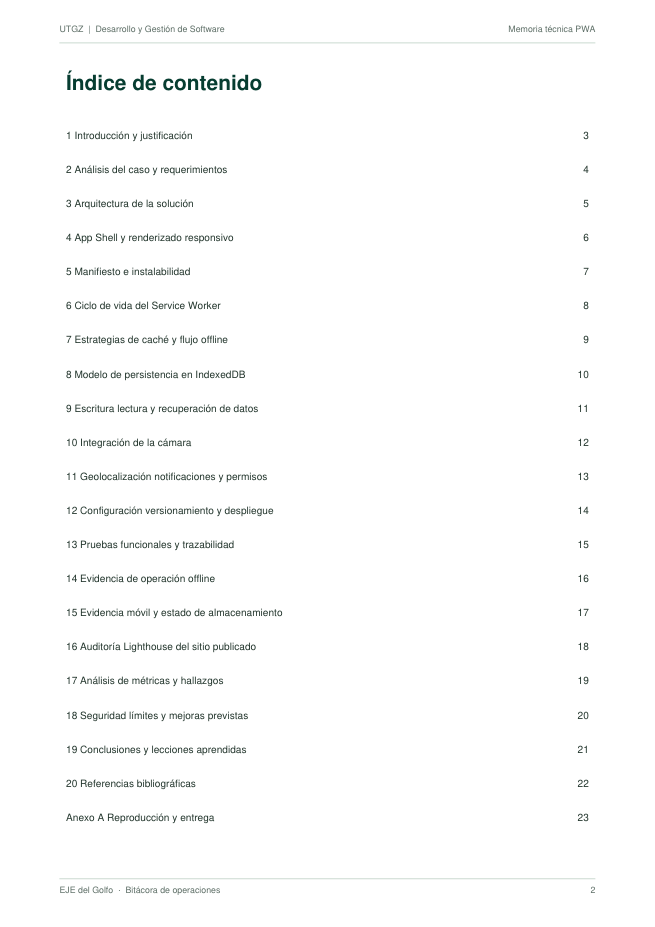 UTGZ | Desarrollo y Gestión de Software Memoria técnica PWA
Índice de contenido
1 Introducción y justificación 3
2 Análisis del caso y requerimientos 4
3 Arquitectura de la solución 5
4 App Shell y renderizado responsivo 6
5 Manifiesto e instalabilidad 7
6 Ciclo de vida del Service Worker 8
7 Estrategias de caché y flujo offline 9
8 Modelo de persistencia en IndexedDB 10
9 Escritura lectura y recuperación de datos 11
10 Integración de la cámara 12
11 Geolocalización notificaciones y permisos 13
12 Configuración versionamiento y despliegue 14
13 Pruebas funcionales y trazabilidad 15
14 Evidencia de operación offline 16
15 Evidencia móvil y estado de almacenamiento 17
16 Auditoría Lighthouse del sitio publicado 18
17 Análisis de métricas y hallazgos 19
18 Seguridad límites y mejoras previstas 20
19 Conclusiones y lecciones aprendidas 21
20 Referencias bibliográficas 22
Anexo A Reproducción y entrega 23
EJE del Golfo · Bitácora de operaciones 2